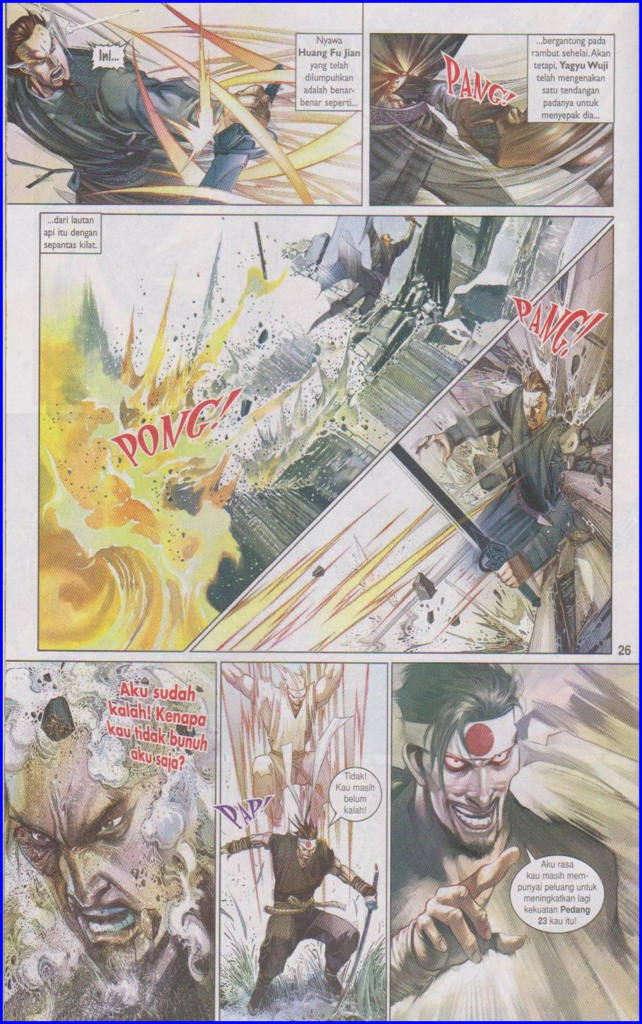 Ini...
Nyawa
Huang Fu Jian
yang telah
dilumpuhkan
adalah benar-
benar seperti...
...bergantung pada
rambut sehelai. Akan
tetapi, Yagyu Wuji
telah mengenakan
satu tendangan
padanya untuk
menyepak dia...
PANG!
...dari lautan
api itu dengan
sepantas kilat.
PONG!
PANG!
26
Aku sudah
kalah! Kenapa
kau tidak bunuh
aku saja?
PAP!
Tidak!
Kau masih
belum
kalah!
Aku rasa
kau masih mem-
punyai peluang untuk
meningkatkan lagi
kekuatan Pedang
23 kau itu!